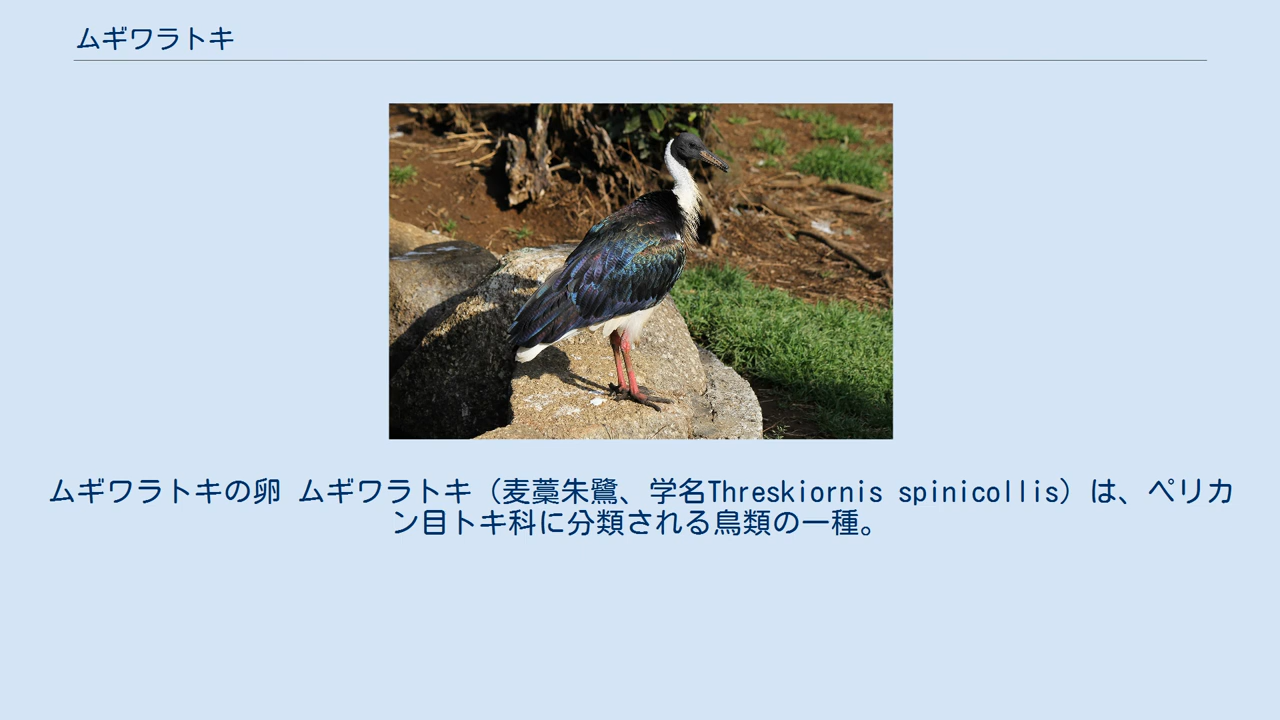 ムギワラトキ
ムギワラトキの卵 ムギワラトキ（麦藁朱鷺、学名Threskiornis spinicollis）は、ペリカ
ン目トキ科に分類される鳥類の一種。